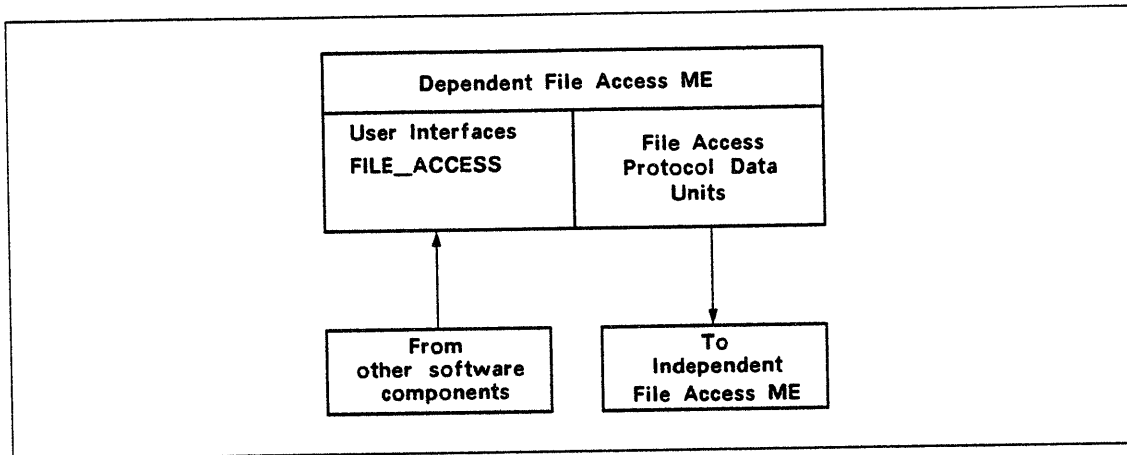 Dependent File Access ME
User Interfaces
FILE_ACCESS
File Access
Protocol Data
Units
From
other software
components
To
Independent
File Access ME